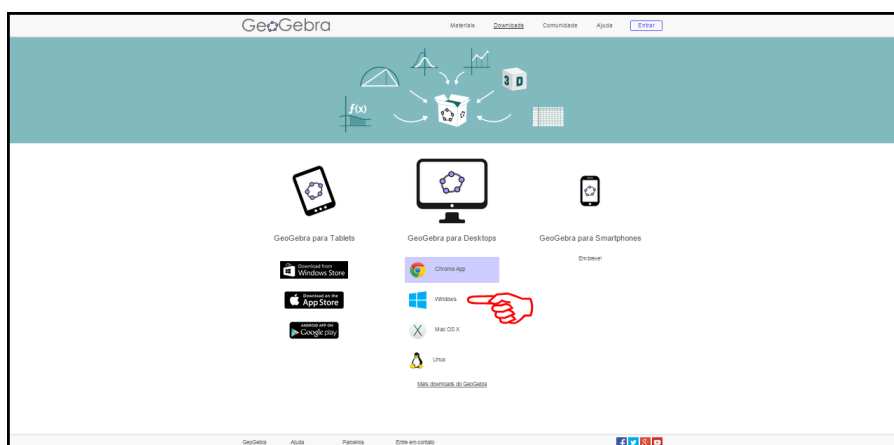 GeoGebra
Materiais Downloads Comunidade Ajuda Entrar
3 D
f(x)
GeoGebra para Tablets
GeoGebra para Desktops
GeoGebra para Smartphones
Em breve!
Download from
Windows Store
Download on the
App Store
ANDROID APP ON
Google play
Chrome App
Windows
Mac OS X
Linux
Mais downloads do GeoGebra
GeoGebra Ajuda Parceiros Entre em contato